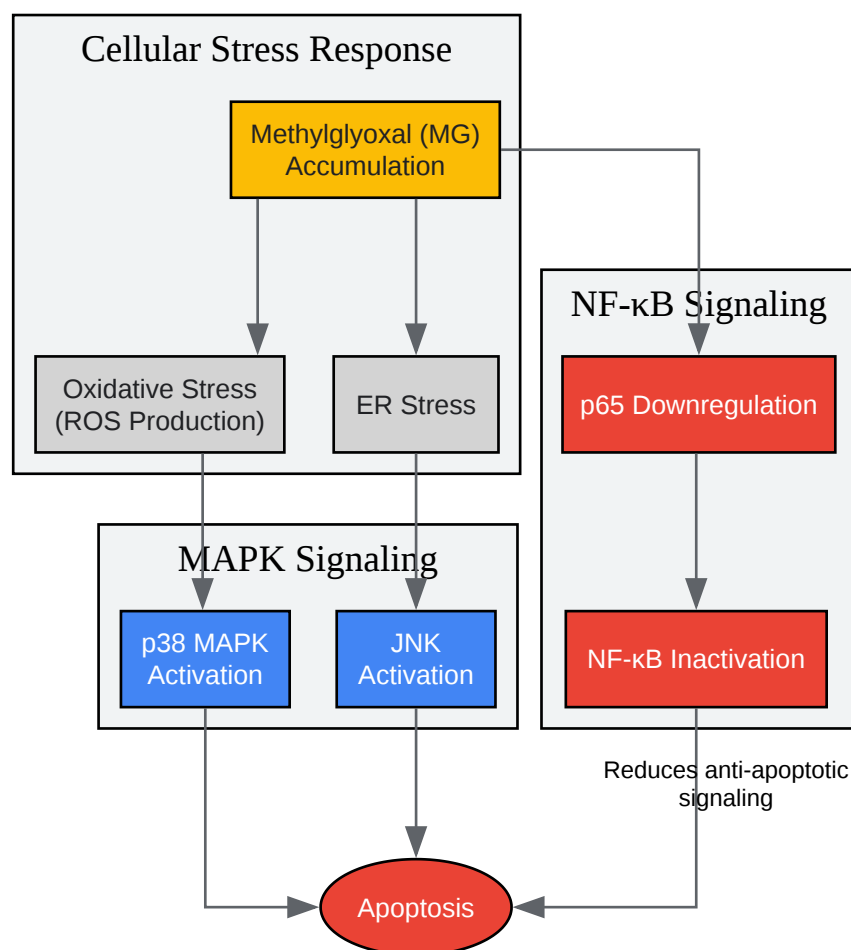 Cellular Stress Response
Methylglyoxal (MG)
Accumulation
NF-κB Signaling
Oxidative Stress
(ROS Production)
ER Stress
p65 Downregulation
MAPK Signaling
p38 MAPK
Activation
JNK
Activation
NF-κB Inactivation
Reduces anti-apoptotic
signaling
Apoptosis